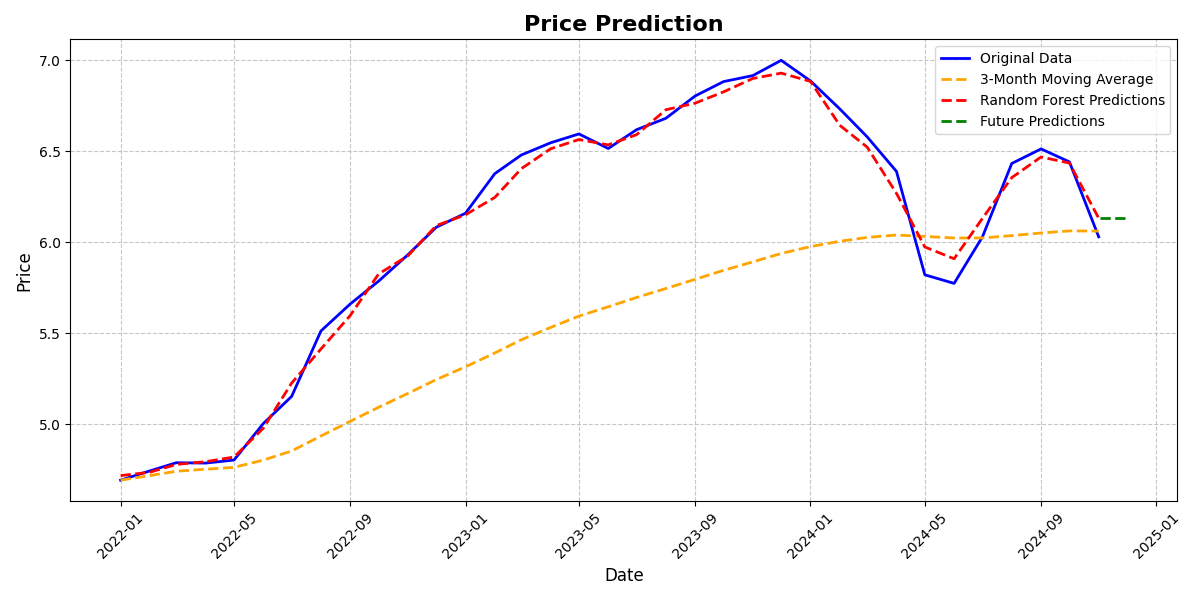 Price Prediction
Original Data
3-Month Moving Average
Random Forest Predictions
Future Predictions
Price
7.0
6.5
6.0
5.5
5.0
2022-01
2022-05
2022-09
2023-01
2023-05
2023-09
2024-01
2024-05
2024-09
2025-01
Date